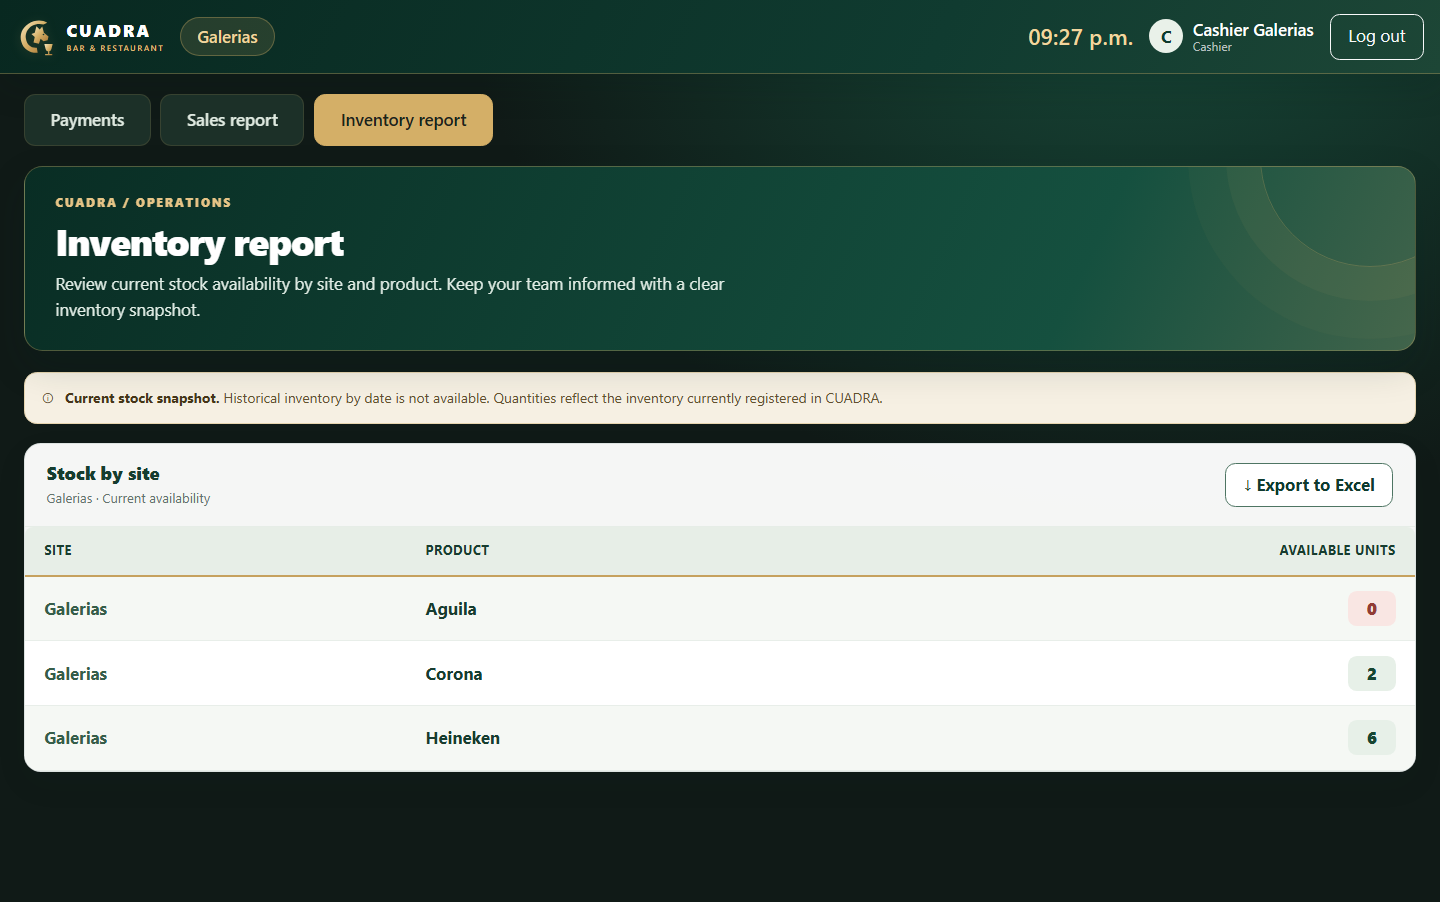 CUADRA
BAR & RESTAURANT
Galerias
09:27 p.m.
C
Cashier Galerias
Cashier
Log out
Payments
Sales report
Inventory report
CUADRA / OPERATIONS
Inventory report
Review current stock availability by site and product. Keep your team informed with a clear
inventory snapshot.
Current stock snapshot. Historical inventory by date is not available. Quantities reflect the inventory currently registered in CUADRA.
Stock by site
Galerias · Current availability
↓ Export to Excel
SITE PRODUCT AVAILABLE UNITS
Galerias Aguila 0
Galerias Corona 2
Galerias Heineken 6